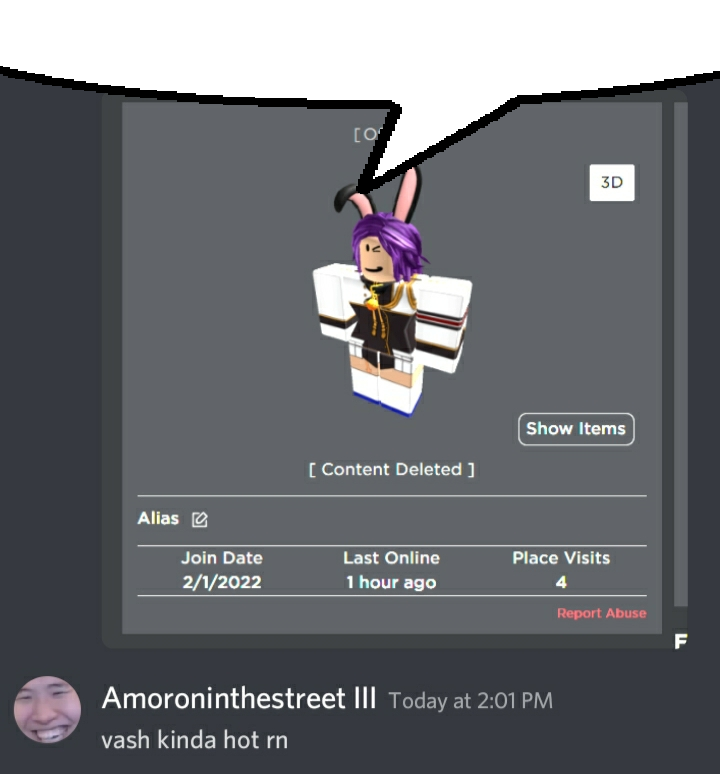 [ O
3D
Show Items
[ Content Deleted ]
Alias
Join Date Last Online Place Visits
2/1/2022 1 hour ago 4
Report Abuse
F
Amoroninthestreet III Today at 2:01 PM
vash kinda hot rn